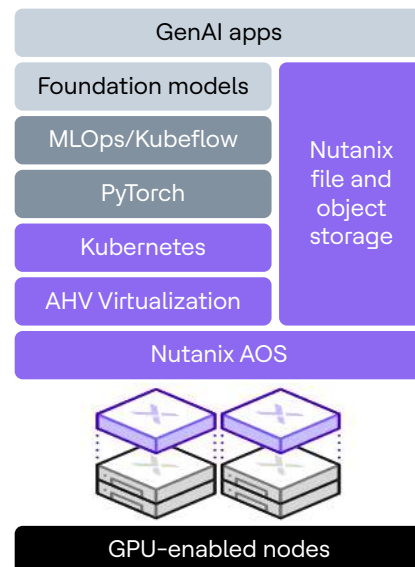 GenAI apps
Foundation models
MLOps/Kubeflow
PyTorch
Kubernetes
AHV Virtualization
Nutanix
file and
object
storage
Nutanix AOS
GPU-enabled nodes